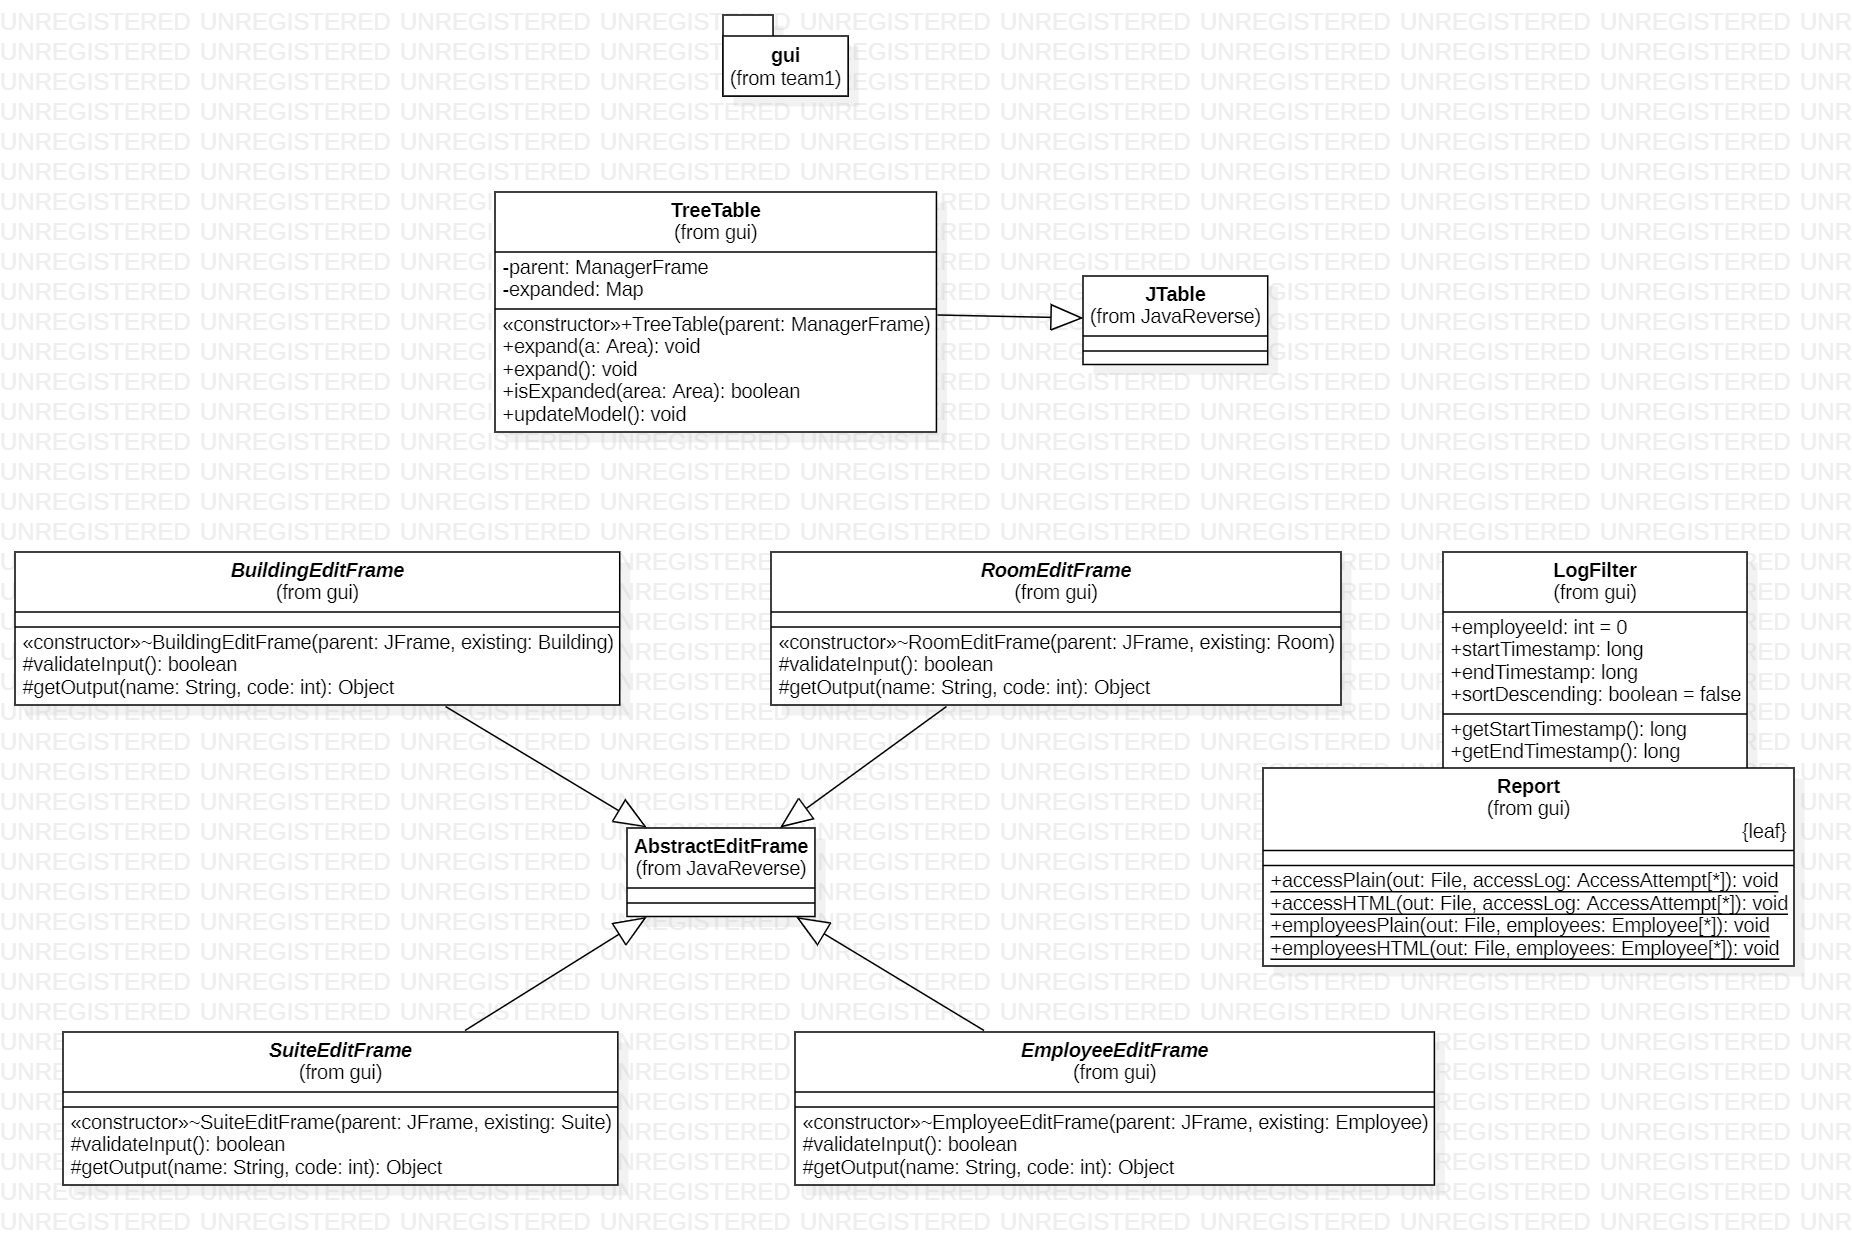 gui
(from team1)
TreeTable
(from gui)
-parent: ManagerFrame
-expanded: Map
«constructor»+TreeTable(parent: ManagerFrame)
+expand(a: Area): void
+expand(): void
+isExpanded(area: Area): boolean
+updateModel(): void
JTable
(from JavaReverse)
BuildingEditFrame
(from gui)
«constructor»~BuildingEditFrame(parent: JFrame, existing: Building)
#validateInput(): boolean
#getOutput(name: String, code: int): Object
RoomEditFrame
(from gui)
«constructor»~RoomEditFrame(parent: JFrame, existing: Room)
#validateInput(): boolean
#getOutput(name: String, code: int): Object
LogFilter
(from gui)
+employeeId: int = 0
+startTimestamp: long
+endTimestamp: long
+sortDescending: boolean = false
+getStartTimestamp(): long
+getEndTimestamp(): long
Report
(from gui)
{leaf}
+accessPlain(out: File, accessLog: AccessAttempt[*]): void
+accessHTML(out: File, accessLog: AccessAttempt[*]): void
+employeesPlain(out: File, employees: Employee[*]): void
+employeesHTML(out: File, employees: Employee[*]): void
AbstractEditFrame
(from JavaReverse)
SuiteEditFrame
(from gui)
«constructor»~SuiteEditFrame(parent: JFrame, existing: Suite)
#validateInput(): boolean
#getOutput(name: String, code: int): Object
EmployeeEditFrame
(from gui)
«constructor»~EmployeeEditFrame(parent: JFrame, existing: Employee)
#validateInput(): boolean
#getOutput(name: String, code: int): Object
UNREGISTERED